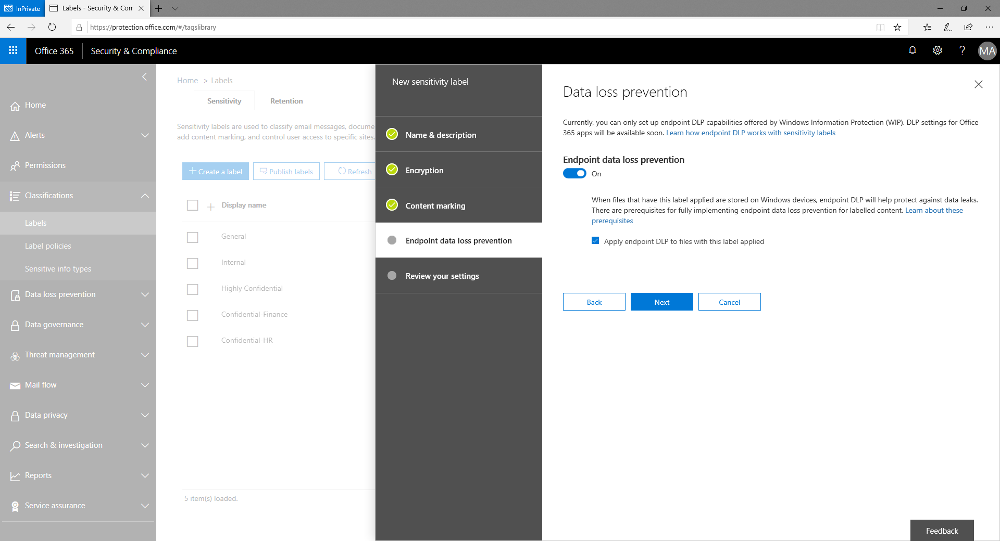 InPrivate
Labels - Security & Com
https://protection.office.com/#/tagslibrary
Office 365
Security & Compliance
MA
Home
Alerts
Permissions
Classifications
Labels
Label policies
Sensitive info types
Data loss prevention
Data governance
Threat management
Mail flow
Data privacy
Search & investigation
Reports
Service assurance
Home > Labels
Sensitivity
Retention
Sensitivity labels are used to classify email messages, docume
add content marking, and control user access to specific sites.
Create a label
Publish labels
Refresh
Display name
General
Internal
Highly Confidential
Confidential-Finance
Confidential-HR
5 item(s) loaded.
New sensitivity label
Name & description
Encryption
Content marking
Endpoint data loss prevention
Review your settings
Data loss prevention
Currently, you can only set up endpoint DLP capabilities offered by Windows Information Protection (WIP). DLP settings for Office
365 apps will be available soon. Learn how endpoint DLP works with sensitivity labels
Endpoint data loss prevention
On
When files that have this label applied are stored on Windows devices, endpoint DLP will help protect against data leaks.
There are prerequisites for fully implementing endpoint data loss prevention for labelled content. Learn about these
prerequisites
Apply endpoint DLP to files with this label applied
Back
Next
Cancel
Feedback